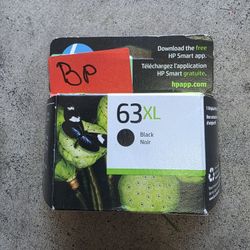 Download the free
HP Smart app.
Téléchargez l'application
HP Smart gratuite.
hpapp.com
BP
63XL
Black
Noir